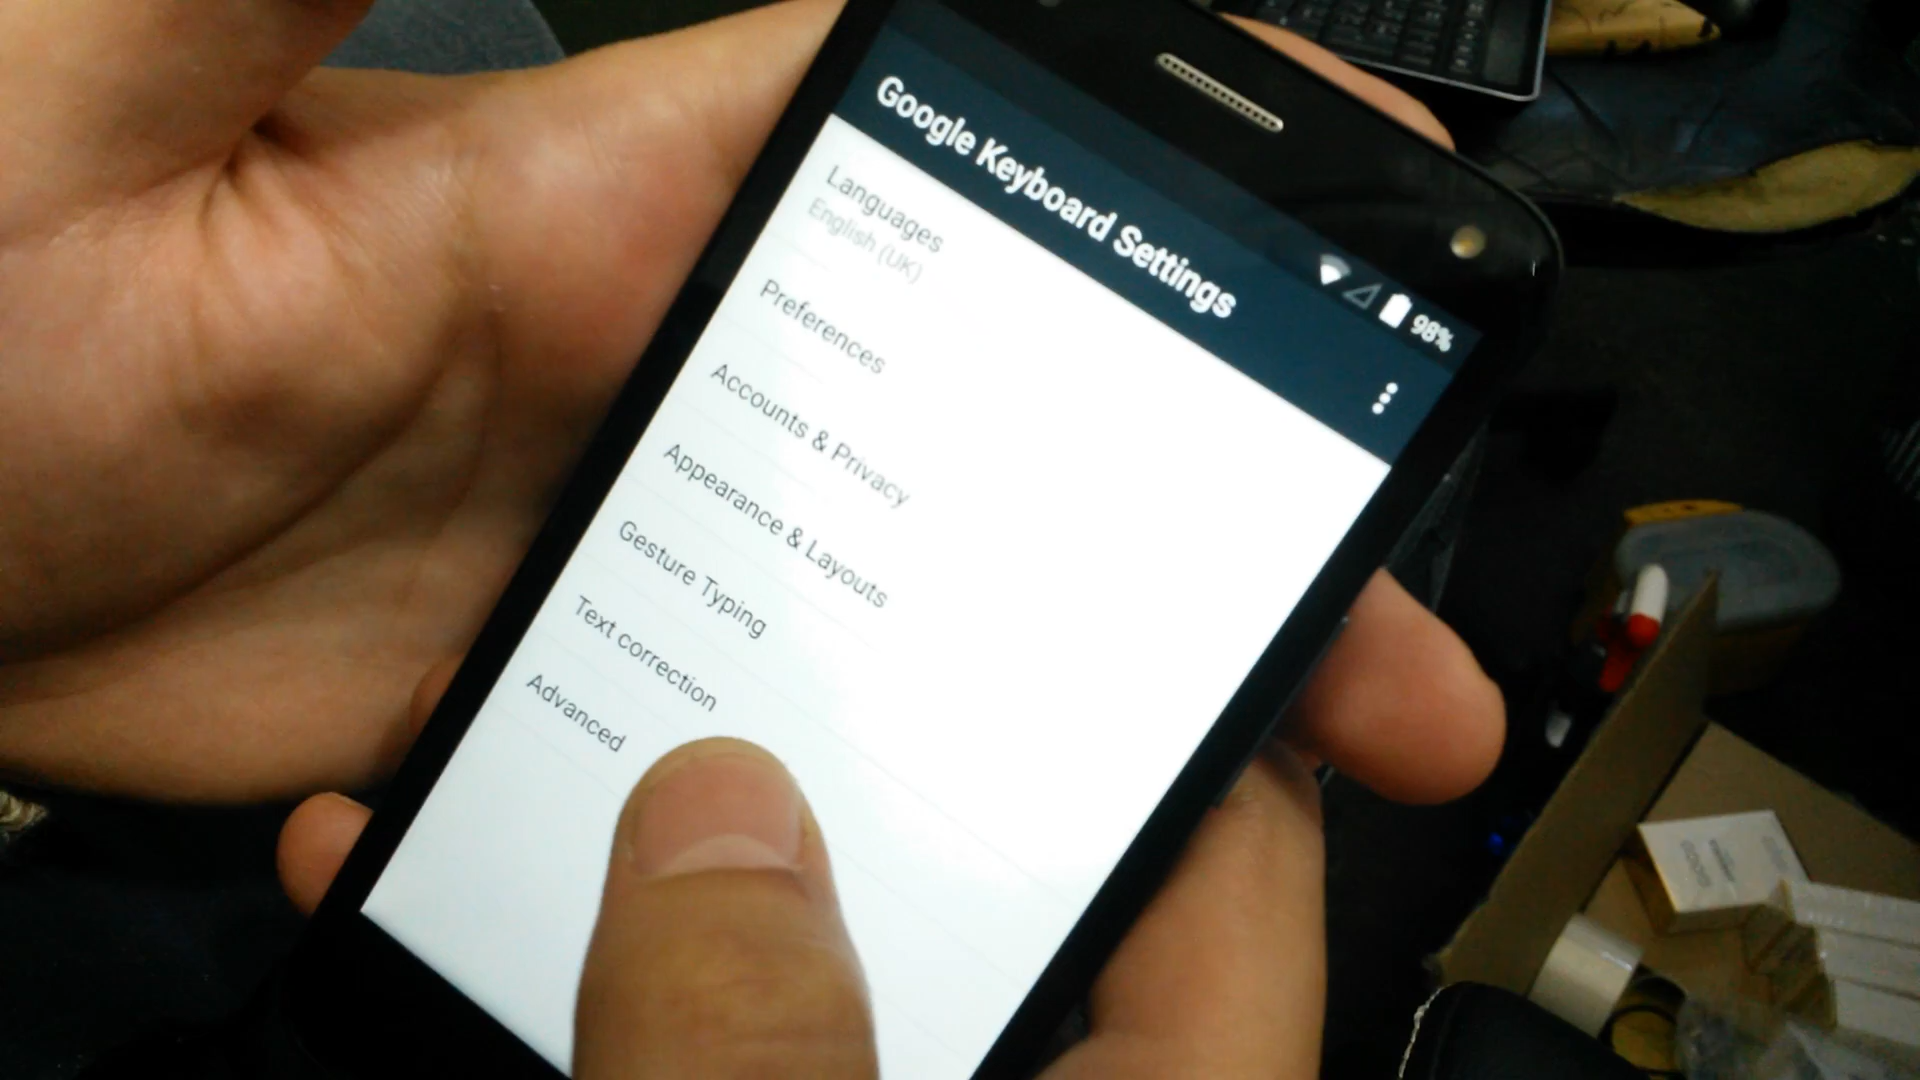 98%
Google Keyboard Settings
Languages
English (UK)
Preferences
Accounts & Privacy
Appearance & Layouts
Gesture Typing
Text correction
Advanced